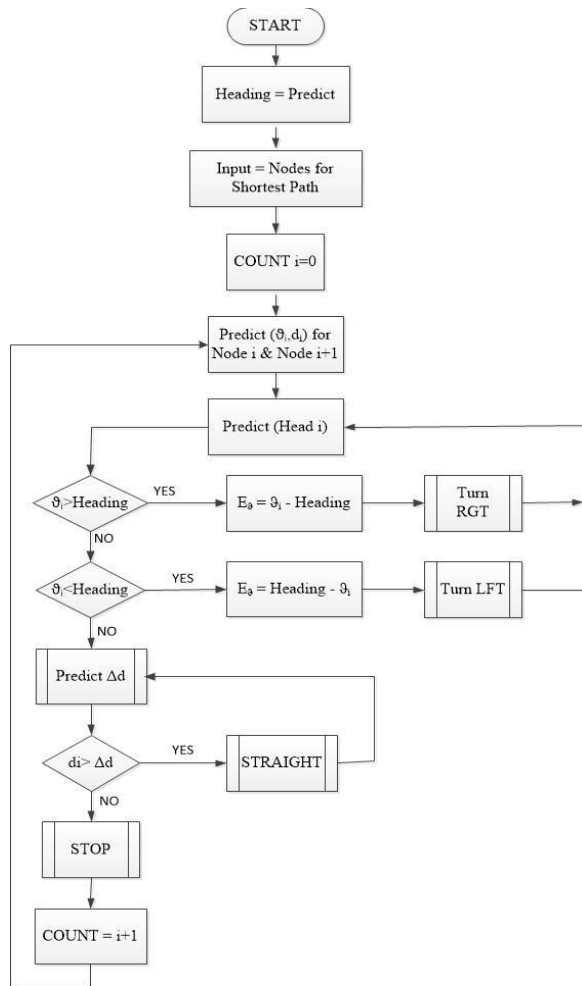 START
Heading = Predict
Input = Nodes for
Shortest Path
COUNT i=0
Predict (ϑᵢ,dᵢ) for
Node i & Node i+1
Predict (Head i)
ϑᵢ>Heading
YES
Eϑ = ϑᵢ - Heading
Turn
RGT
NO
ϑᵢ<Heading
YES
Eϑ = Heading - ϑᵢ
Turn LFT
NO
Predict Δd
di> Δd
YES
STRAIGHT
NO
STOP
COUNT = i+1